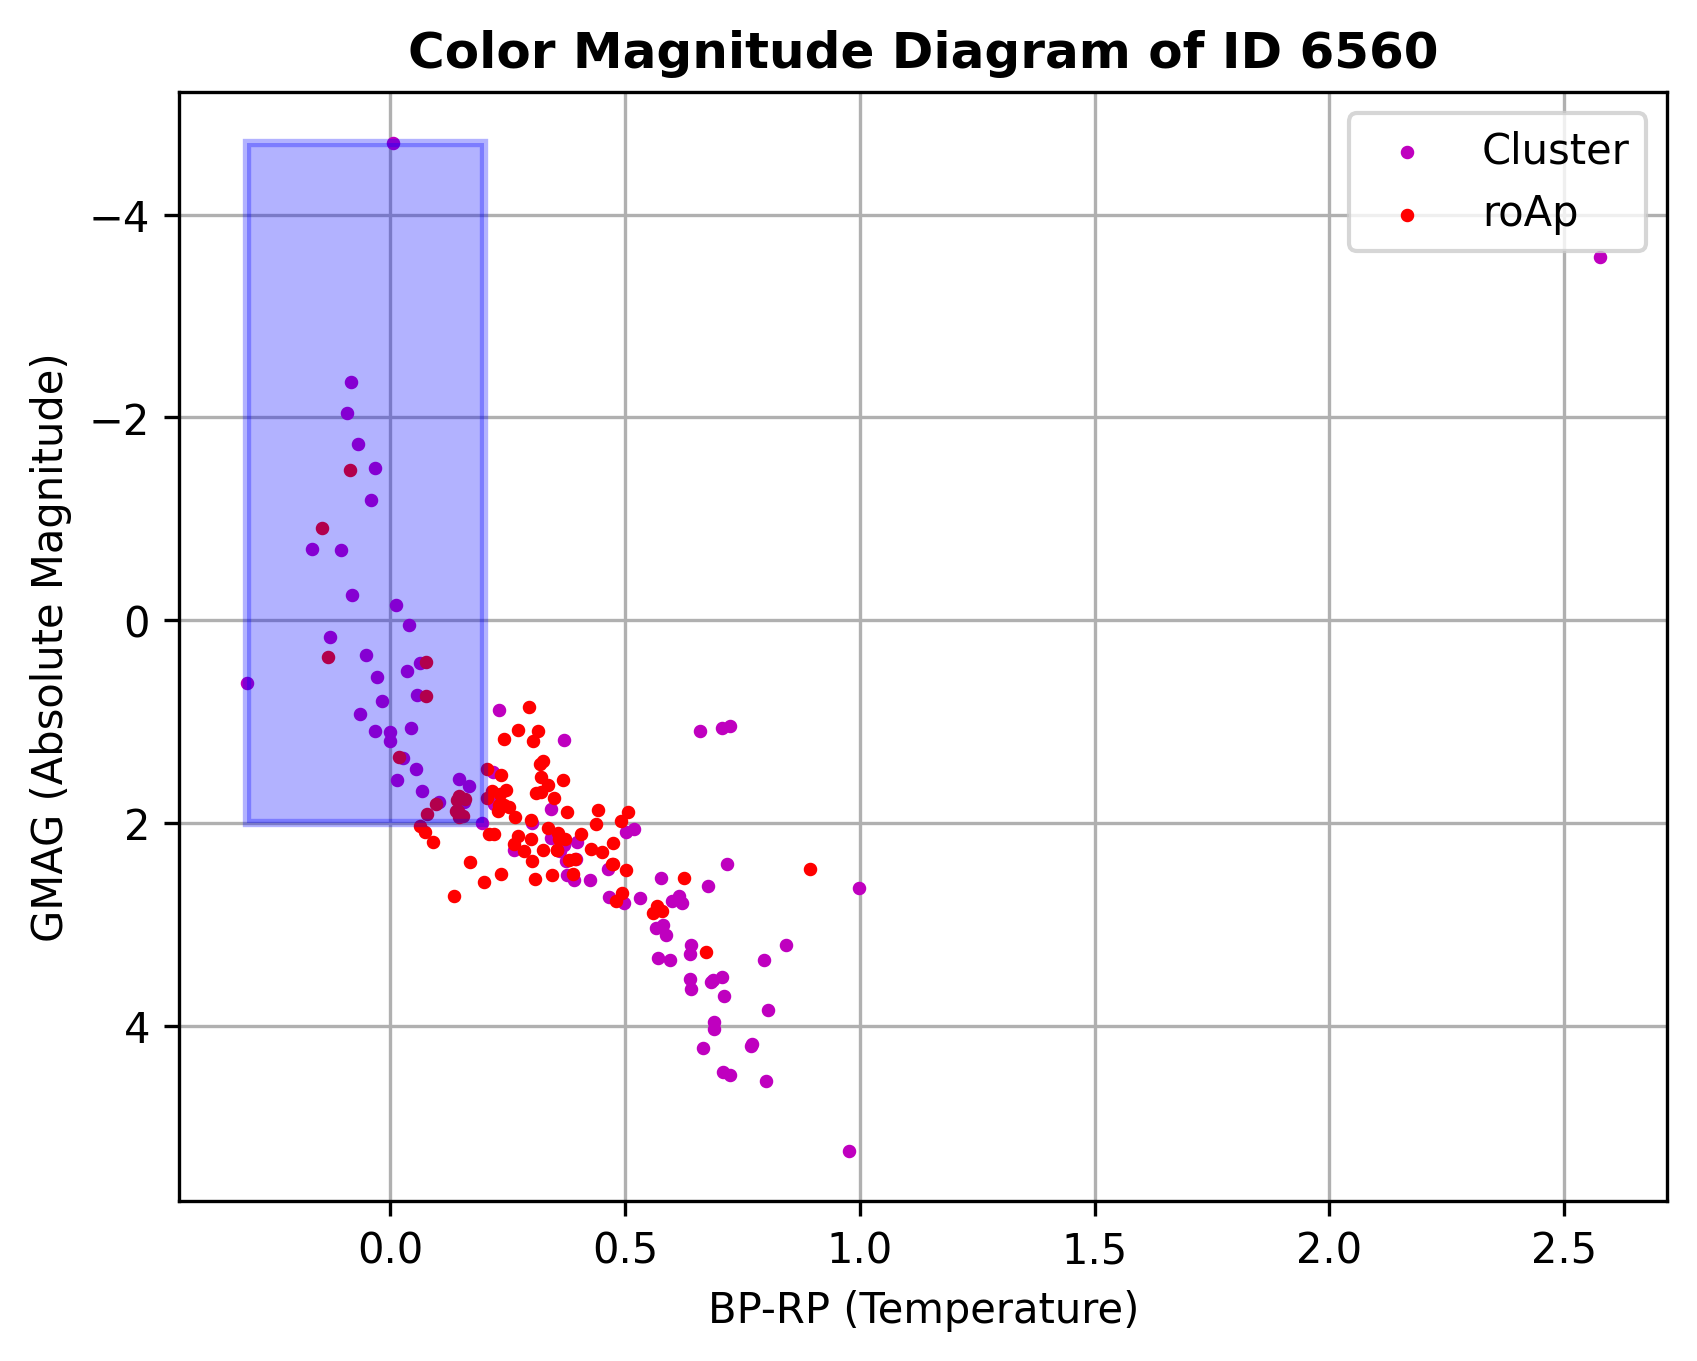 Color Magnitude Diagram of ID 6560
Cluster
roAp
−4
−2
0
2
4
GMAG (Absolute Magnitude)
0.0 0.5 1.0 1.5 2.0 2.5
BP-RP (Temperature)